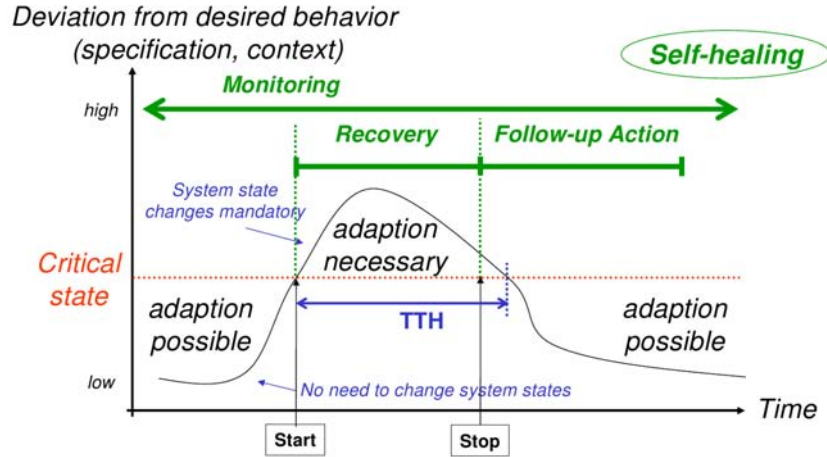 Deviation from desired behavior
(specification, context)
Self-healing
Monitoring
high
Recovery
Follow-up Action
System state
changes mandatory
adaption
necessary
Critical
state
adaption
possible
TTH
adaption
possible
low
No need to change system states
Time
Start
Stop